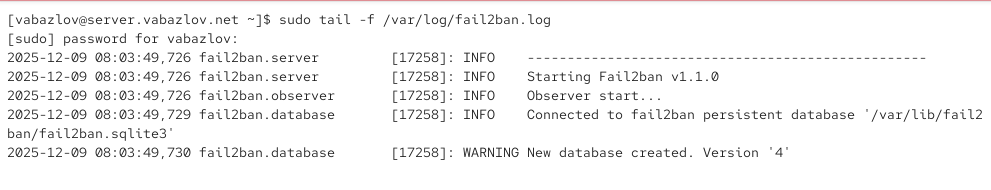 [vabazlov@server.vabazlov.net ~]$ sudo tail -f /var/log/fail2ban.log
[sudo] password for vabazlov:
2025-12-09 08:03:49,726 fail2ban.server         [17258]: INFO    --------------------------------------------------
2025-12-09 08:03:49,726 fail2ban.server         [17258]: INFO    Starting Fail2ban v1.1.0
2025-12-09 08:03:49,726 fail2ban.observer       [17258]: INFO    Observer start...
2025-12-09 08:03:49,729 fail2ban.database       [17258]: INFO    Connected to fail2ban persistent database '/var/lib/fail2
ban/fail2ban.sqlite3'
2025-12-09 08:03:49,730 fail2ban.database       [17258]: WARNING New database created. Version '4'